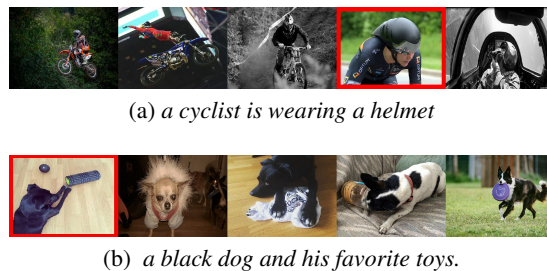 (a) a cyclist is wearing a helmet
(b) a black dog and his favorite toys.